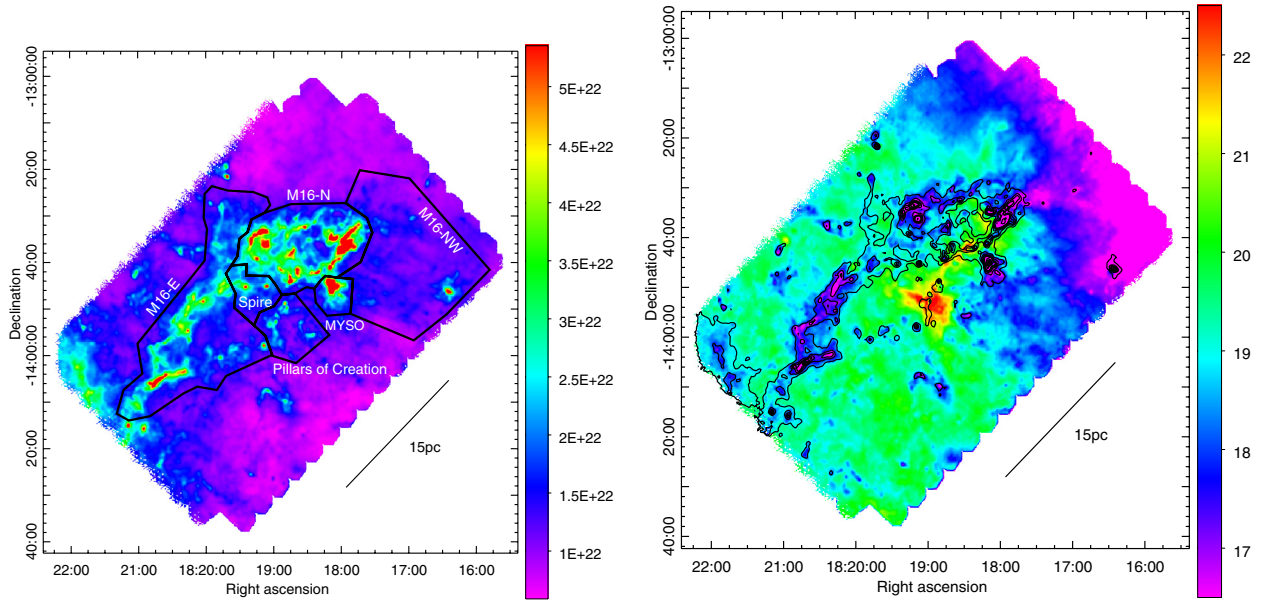 -13:00:00
20:00
40:00
-14:00:00
20:00
40:00
Declination
22:00
21:00
18:20:00
19:00
18:00
17:00
16:00
Right ascension
M16-N
M16-NW
M16-E
Spire
MYSO
Pillars of Creation
15pc
5E+22
4.5E+22
4E+22
3.5E+22
3E+22
2.5E+22
2E+22
1.5E+22
1E+22
-13:00:00
20:00
40:00
-14:00:00
20:00
40:00
Declination
22:00
21:00
18:20:00
19:00
18:00
17:00
16:00
Right ascension
15pc
22
21
20
19
18
17